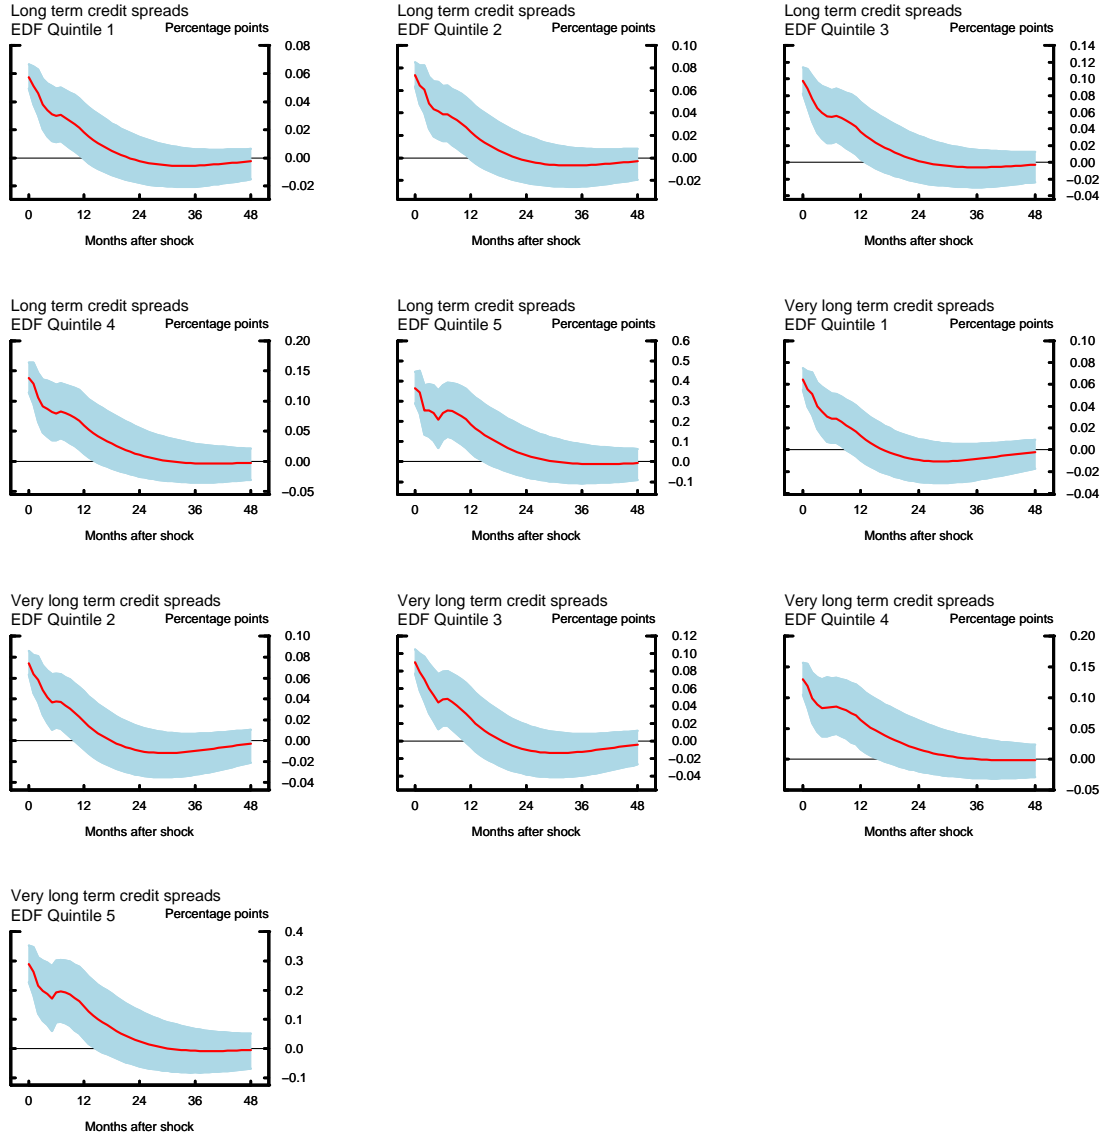 Long term credit spreads
EDF Quintile 1 Percentage points
0.08
0.06
0.04
0.02
0.00
−0.02
0 12 24 36 48
Months after shock
Long term credit spreads
EDF Quintile 2 Percentage points
0.10
0.08
0.06
0.04
0.02
0.00
−0.02
0 12 24 36 48
Months after shock
Long term credit spreads
EDF Quintile 3 Percentage points
0.14
0.12
0.10
0.08
0.06
0.04
0.02
0.00
−0.02
−0.04
0 12 24 36 48
Months after shock
Long term credit spreads
EDF Quintile 4 Percentage points
0.20
0.15
0.10
0.05
0.00
−0.05
0 12 24 36 48
Months after shock
Long term credit spreads
EDF Quintile 5 Percentage points
0.6
0.5
0.4
0.3
0.2
0.1
0.0
−0.1
0 12 24 36 48
Months after shock
Very long term credit spreads
EDF Quintile 1 Percentage points
0.10
0.08
0.06
0.04
0.02
0.00
−0.02
−0.04
0 12 24 36 48
Months after shock
Very long term credit spreads
EDF Quintile 2 Percentage points
0.10
0.08
0.06
0.04
0.02
0.00
−0.02
−0.04
0 12 24 36 48
Months after shock
Very long term credit spreads
EDF Quintile 3 Percentage points
0.12
0.10
0.08
0.06
0.04
0.02
0.00
−0.02
−0.04
0 12 24 36 48
Months after shock
Very long term credit spreads
EDF Quintile 4 Percentage points
0.20
0.15
0.10
0.05
0.00
−0.05
0 12 24 36 48
Months after shock
Very long term credit spreads
EDF Quintile 5 Percentage points
0.4
0.3
0.2
0.1
0.0
−0.1
0 12 24 36 48
Months after shock